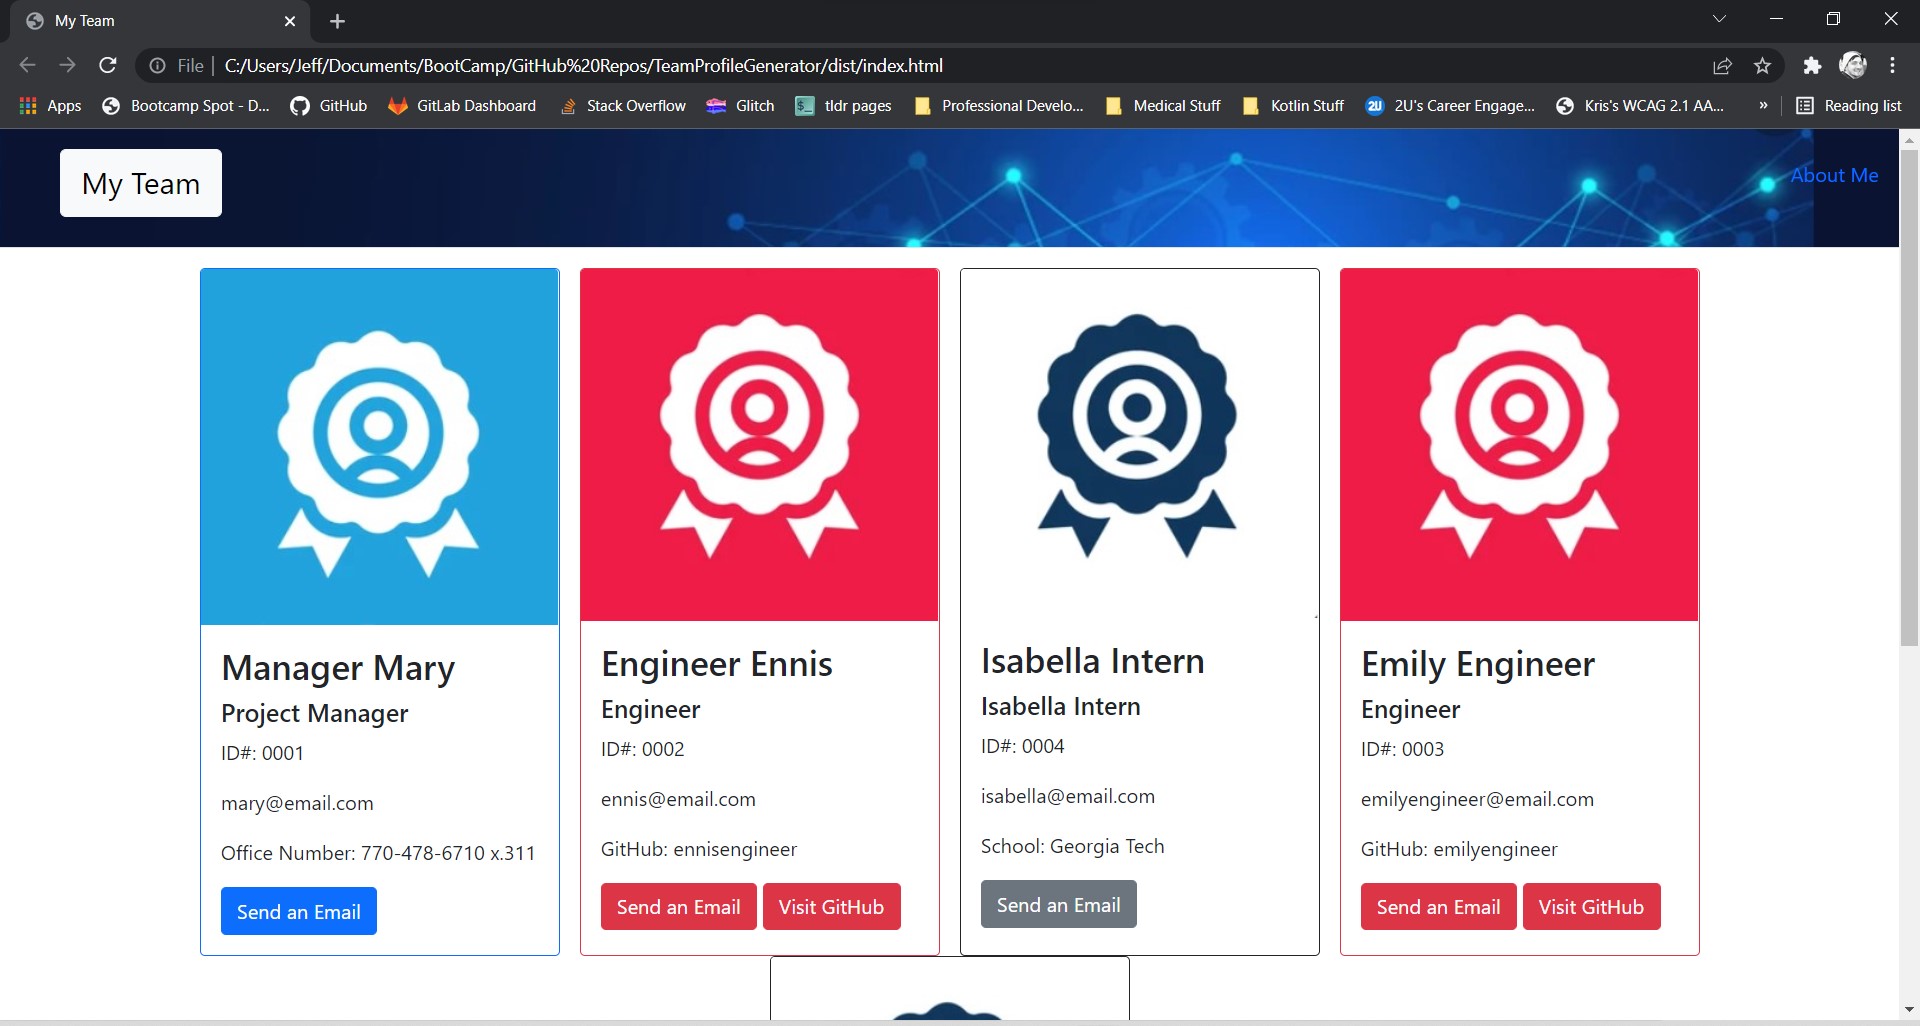 My Team
File | C:/Users/Jeff/Documents/BootCamp/GitHub%20Repos/TeamProfileGenerator/dist/index.html
Apps Bootcamp Spot - D... GitHub GitLab Dashboard Stack Overflow Glitch tldr pages Professional Develo... Medical Stuff Kotlin Stuff 2U 2U's Career Engage... Kris's WCAG 2.1 AA... » Reading list
My Team
About Me
Manager Mary
Project Manager
ID#: 0001
mary@email.com
Office Number: 770-478-6710 x.311
Send an Email
Engineer Ennis
Engineer
ID#: 0002
ennis@email.com
GitHub: ennisengineer
Send an Email Visit GitHub
Isabella Intern
Isabella Intern
ID#: 0004
isabella@email.com
School: Georgia Tech
Send an Email
Emily Engineer
Engineer
ID#: 0003
emilyengineer@email.com
GitHub: emilyengineer
Send an Email Visit GitHub